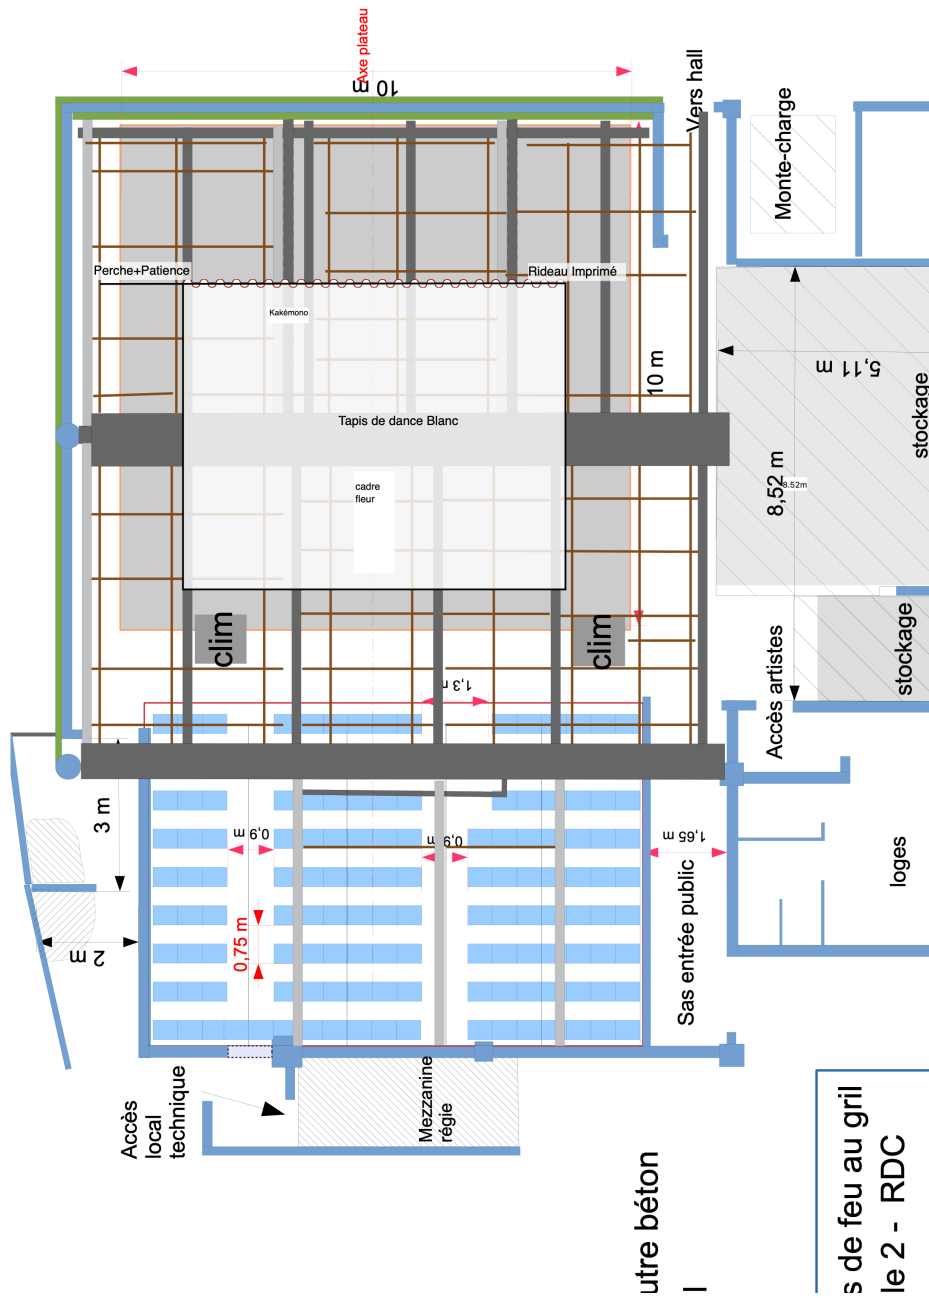 Axe plateau
10 m
Vers hall
Monte-charge
Perche+Patience
Rideau Imprimé
Kakémono
10 m
5,11 m
stockage
Tapis de dance Blanc
8,52 m
8.52m
cadre
fleur
clim
clim
stockage
1,3
Accès artistes
3 m
0,9 m
0,9
1,65 m
loges
2 m
0,75 m
Sas entrée public
Accès
local
technique
Mezzanine
régie
utre béton
s de feu au gril
le 2 - RDC